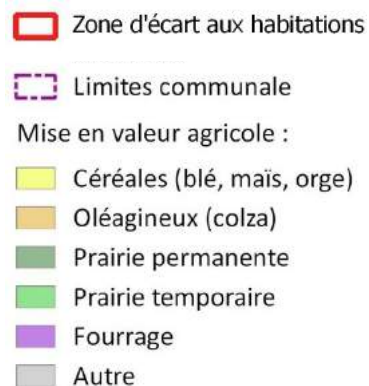 Zone d'écart aux habitations
Limites communale
Mise en valeur agricole :
Céréales (blé, maïs, orge)
Oléagineux (colza)
Prairie permanente
Prairie temporaire
Fourrage
Autre